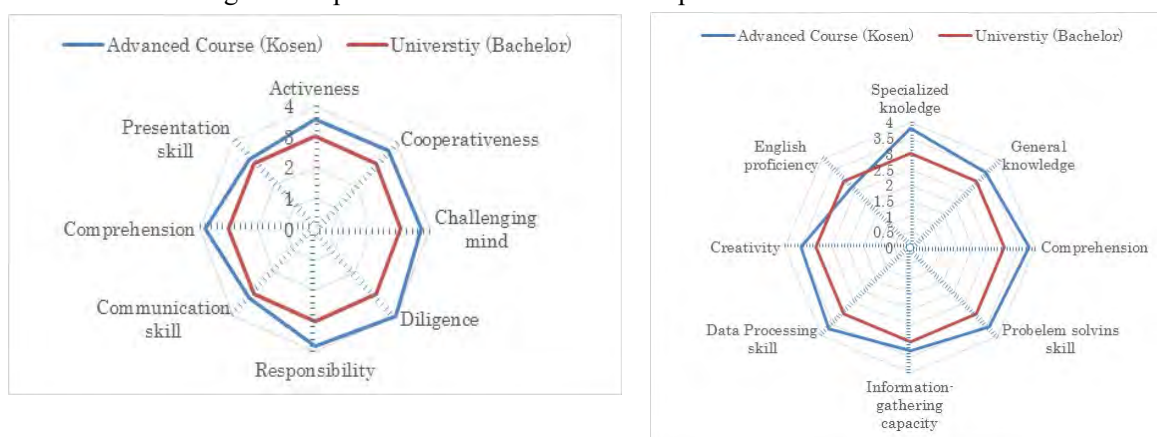 Advanced Course (Kosen)
Universtiy (Bachelor)
Activeness
Cooperativeness
Challenging
mind
Diligence
Responsibility
Communication
skill
Comprehension
Presentation
skill
4
3
2
1
0
Advanced Course (Kosen)
Universtiy (Bachelor)
Specialized
knoledge
General
knowledge
Comprehension
Probelem solvins
skill
Information-
gathering
capacity
Data Processing
skill
Creativity
English
proficiency
4
3.5
3
2.5
2
1.5
1
0.5
0